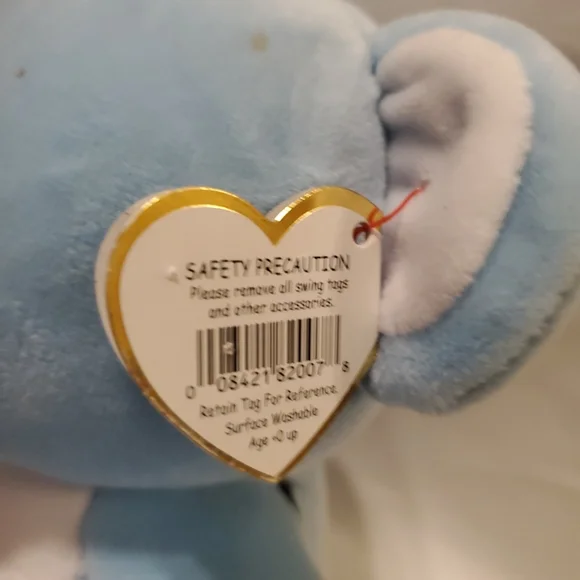 SAFETY PRECAUTION
Please remove all swing tags
and other accessories.
0 08421 82007 8
Retain Tag For Reference.
Surface Washable
Age +0 up